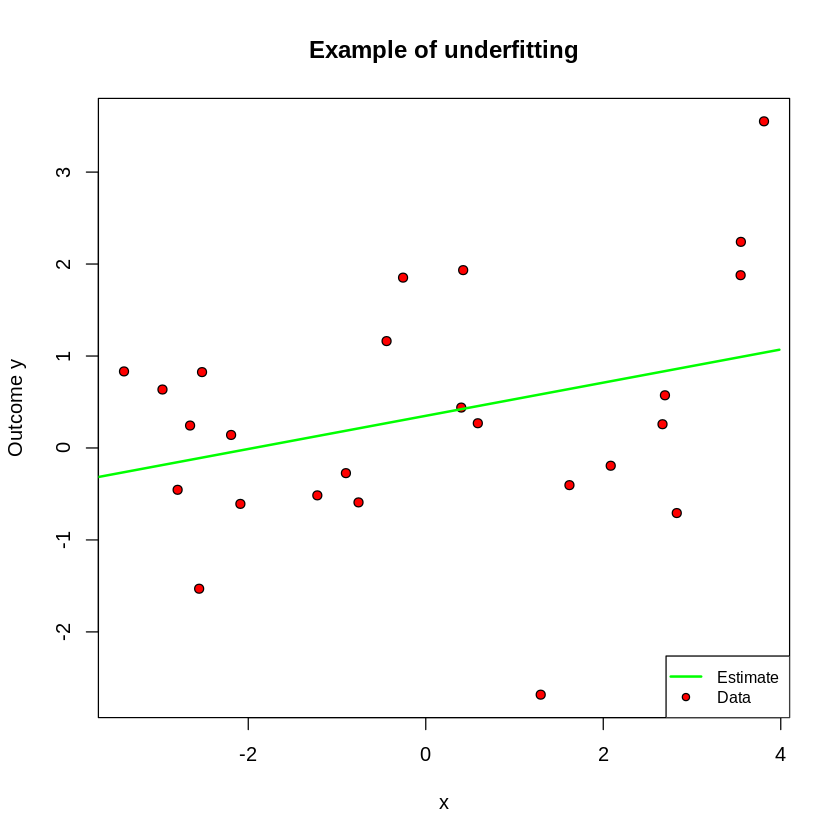 Example of underfitting
Outcome y
3
2
1
0
-1
-2
-2
0
2
4
x
Estimate
Data